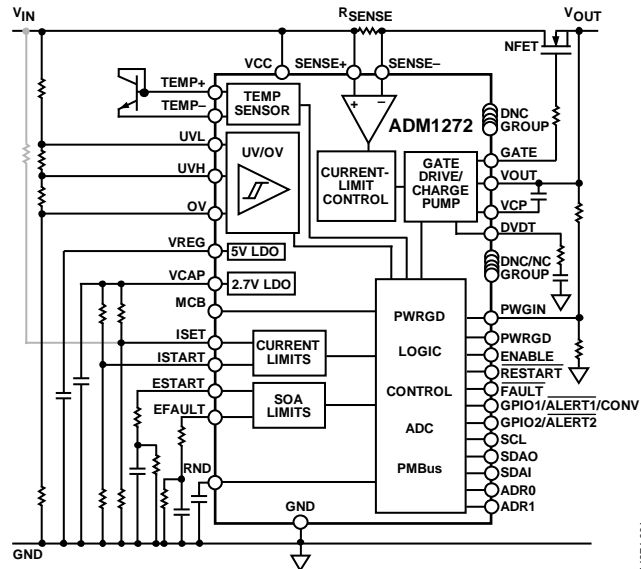 VIN
RSENSE
VOUT
NFET
VCC
SENSE+
SENSE–
TEMP+
TEMP–
TEMP
SENSOR
+
–
ADM1272
DNC
GROUP
UVL
UVH
OV
UV/OV
CURRENT-
LIMIT
CONTROL
GATE
DRIVE/
CHARGE
PUMP
GATE
VOUT
VCP
DVDT
VREG
5V LDO
VCAP
2.7V LDO
DNC/NC
GROUP
MCB
ISET
ISTART
CURRENT
LIMITS
ESTART
EFAULT
SOA
LIMITS
RND
PWRGD
LOGIC
CONTROL
ADC
PMBus
PWGIN
PWRGD
ENABLE
RESTART
FAULT
GPIO1/ALERT1/CONV
GPIO2/ALERT2
SCL
SDAO
SDAI
ADR0
ADR1
GND
GND